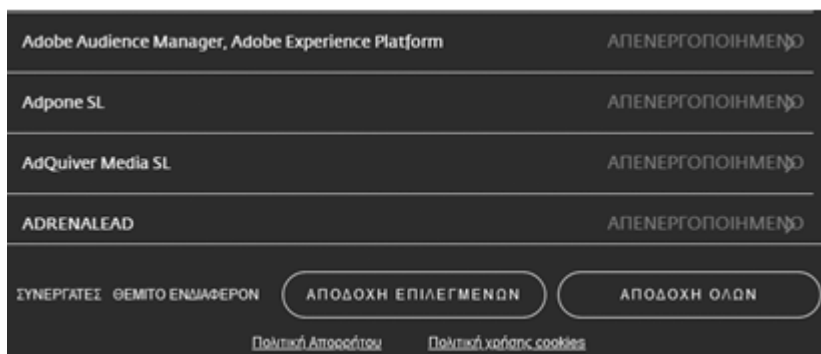 Adobe Audience Manager, Adobe Experience Platform ΑΠΕΝΕΡΓΟΠΟΙΗΜΕΝΟ
Adpone SL ΑΠΕΝΕΡΓΟΠΟΙΗΜΕΝΟ
AdQuiver Media SL ΑΠΕΝΕΡΓΟΠΟΙΗΜΕΝΟ
ADRENALEAD ΑΠΕΝΕΡΓΟΠΟΙΗΜΕΝΟ
ΣΥΝΕΡΓΑΤΕΣ ΘΕΜΙΤΟ ΕΝΔΙΑΦΕΡΟΝ ΑΠΟΔΟΧΗ ΕΠΙΛΕΓΜΕΝΩΝ ΑΠΟΔΟΧΗ ΟΛΩΝ
Πολιτική Απορρήτου Πολιτική χρήσης cookies